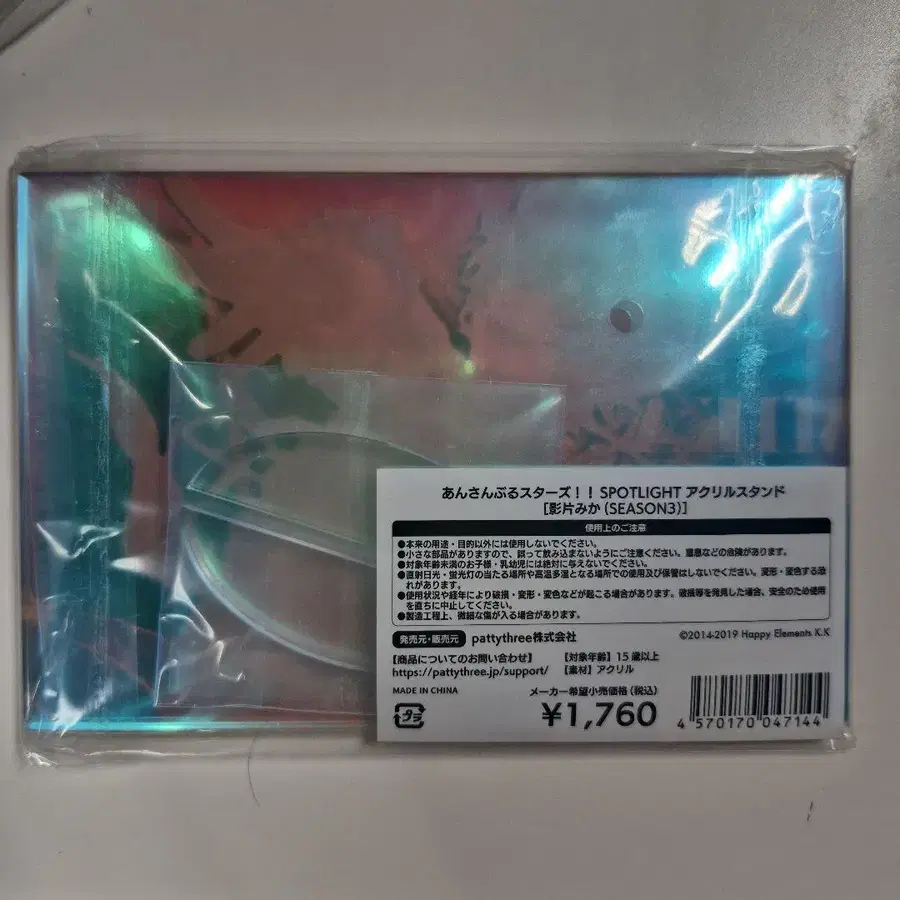 あんさんぶるスターズ!! SPOTLIGHT アクリルスタンド
[影片みか (SEASON3)]
使用上のご注意
●本来の用途・目的以外には使用しないでください。
●小さな部品がありますので、誤って飲み込まないようにご注意ください。窒息などの危険があります。
●対象年齢未満のお子様・乳幼児には絶対に与えないでください。
●直射日光・蛍光灯の当たる場所や高温多湿となる場所での使用及び保管はしないでください。変形・変色する恐
れがあります。
●使用状況や経年により破損・変形・変色などが起こる場合があります。破損等を発見した場合、安全のため使用
を直ちに中止してください。
●製造工程上、微細な傷が入る場合があります。
発売元・販売元 pattythree株式会社 ©2014-2019 Happy Elements K.K
【商品についてのお問い合わせ】 【対象年齢】15歳以上
https://pattythree.jp/support/ 【素材】アクリル
MADE IN CHINA メーカー希望小売価格(税込)
プラ ¥1,760 4 570170 047144